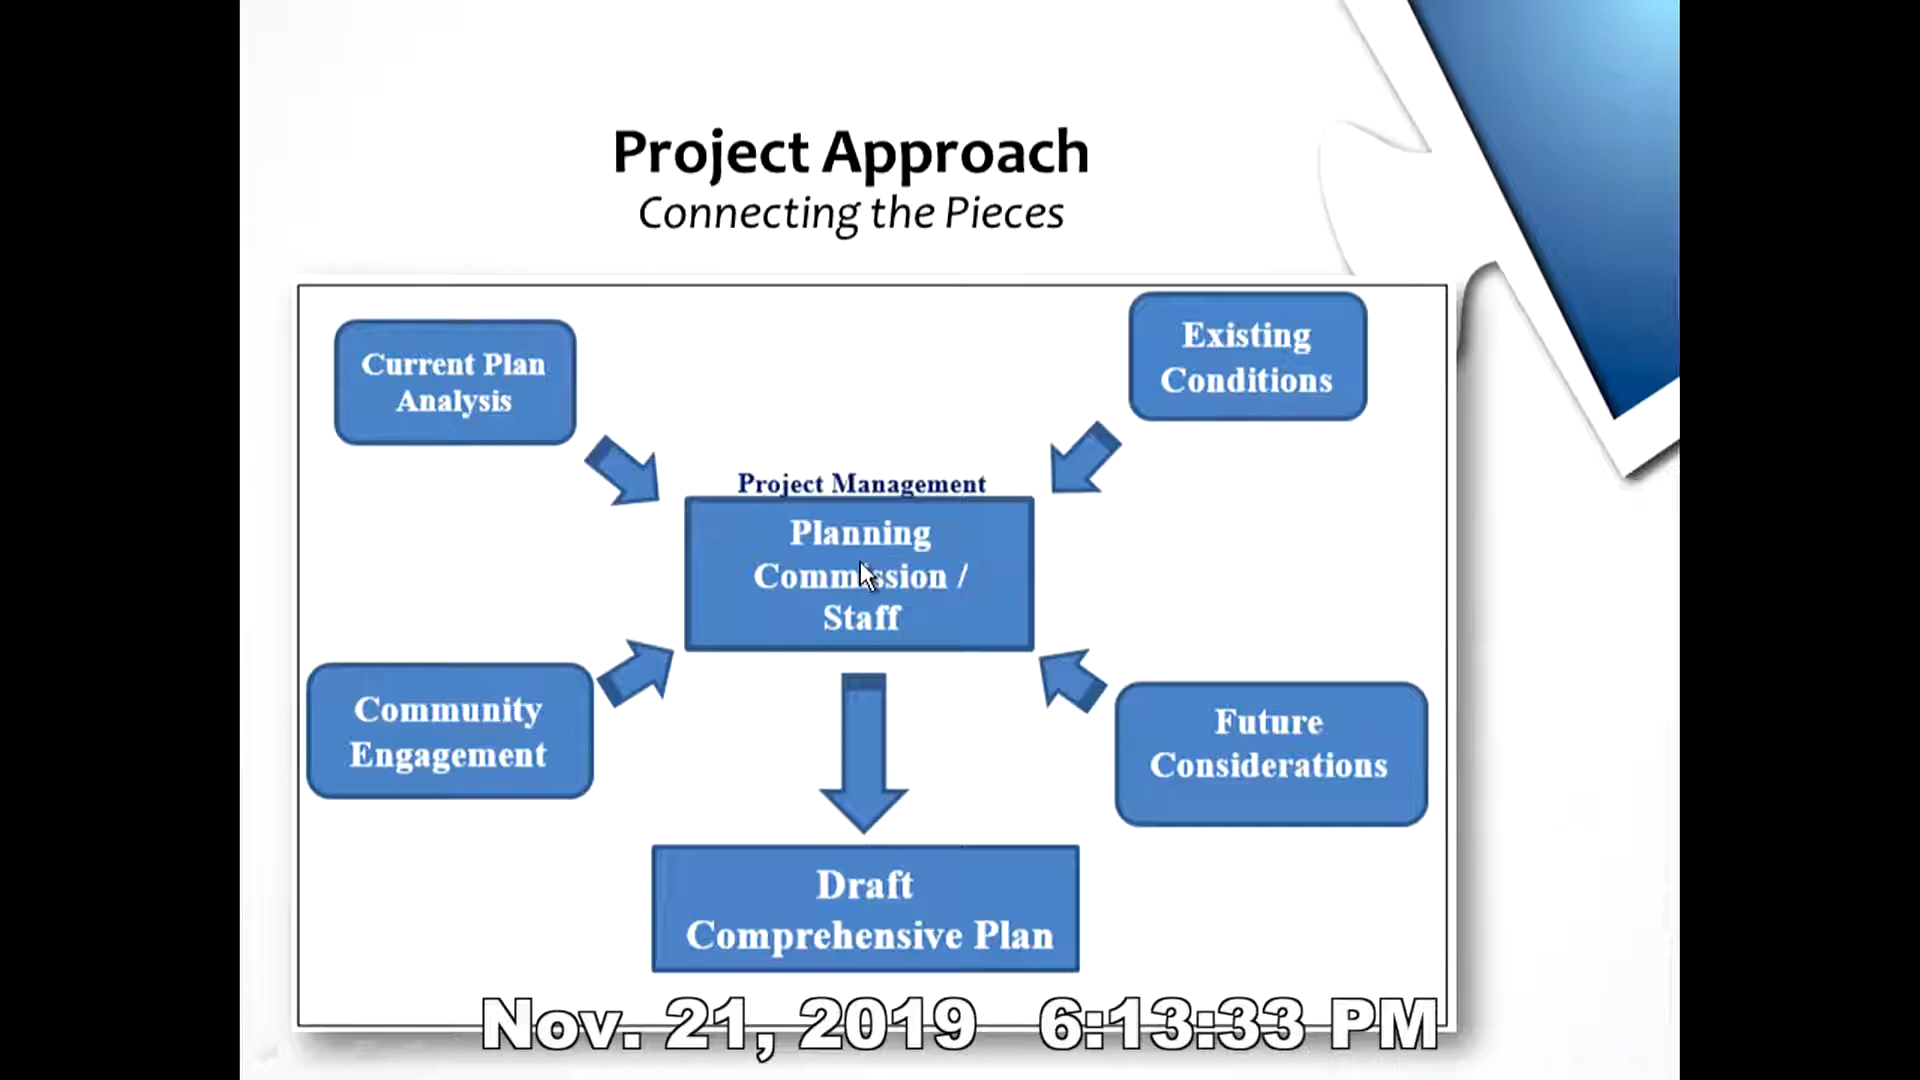 Project Approach
Connecting the Pieces
Current Plan
Analysis
Existing
Conditions
Project Management
Planning
Commission /
Staff
Community
Engagement
Future
Considerations
Draft
Comprehensive Plan
Nov. 21, 2019 6:13:33 PM